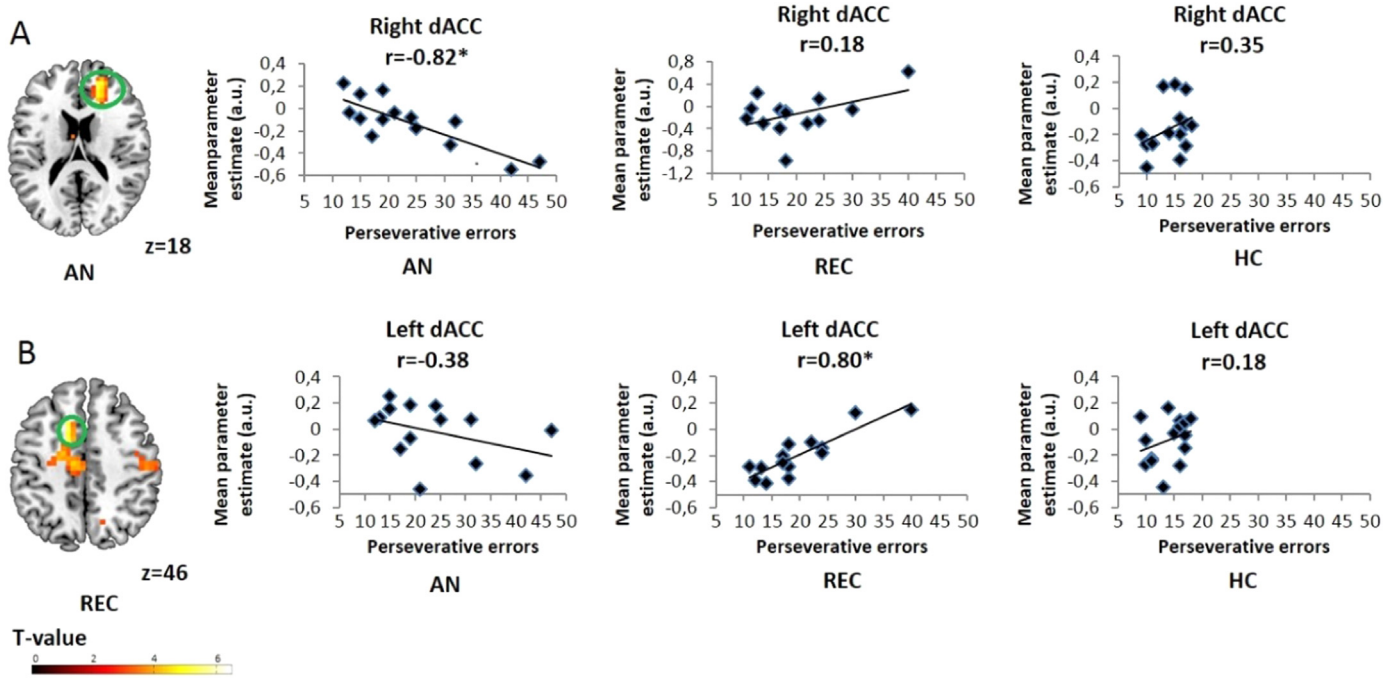 A
Right dACC
r=-0.82*
Meanparameter
estimate (a.u.)
0,4
0,2
0
-0,2
-0,4
-0,6
5 10 15 20 25 30 35 40 45 50
Perseverative errors
AN
Right dACC
r=0.18
Mean parameter
estimate (a.u.)
0,8
0,4
0
-0,4
-0,8
-1,2
5 10 15 20 25 30 35 40 45 50
Perseverative errors
REC
Right dACC
r=0.35
Mean parameter
estimate (a.u.)
0,4
0,2
0
-0,2
-0,4
-0,6
5 10 15 20 25 30 35 40 45 50
Perseverative errors
HC
z=18
AN
B
Left dACC
r=-0.38
Mean parameter
estimate (a.u.)
0,4
0,2
0
-0,2
-0,4
-0,6
5 10 15 20 25 30 35 40 45 50
Perseverative errors
AN
Left dACC
r=0.80*
Mean parameter
estimate (a.u.)
0,4
0,2
0
-0,2
-0,4
-0,6
5 10 15 20 25 30 35 40 45 50
Perseverative errors
REC
Left dACC
r=0.18
Mean parameter
estimate (a.u.)
0,4
0,2
0
-0,2
-0,4
-0,6
5 10 15 20 25 30 35 40 45 50
Perseverative errors
HC
z=46
REC
T-value
0 2 4 6